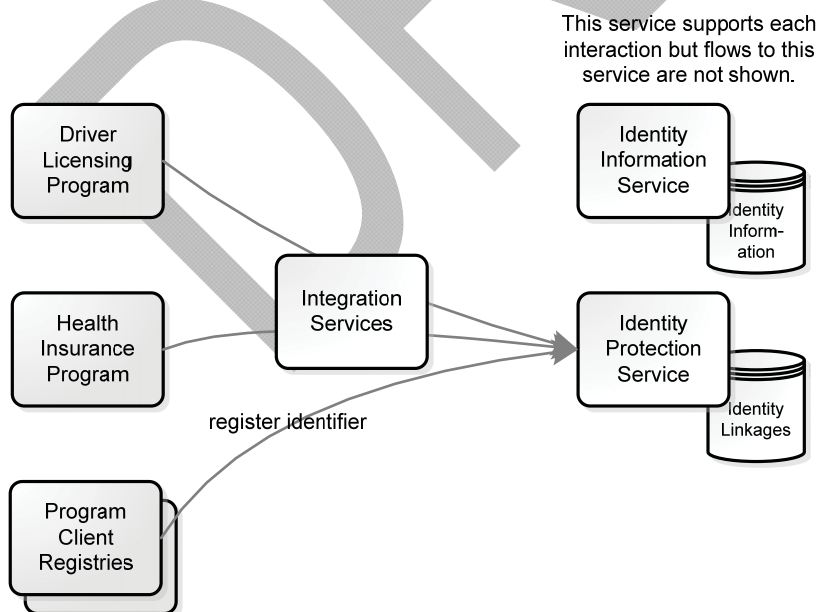 This service supports each
interaction but flows to this
service are not shown.
Driver
Licensing
Program
Identity
Information
Service
Identity
Inform-
ation
Integration
Services
Health
Insurance
Program
Identity
Protection
Service
Identity
Linkages
register identifier
Program
Client
Registries